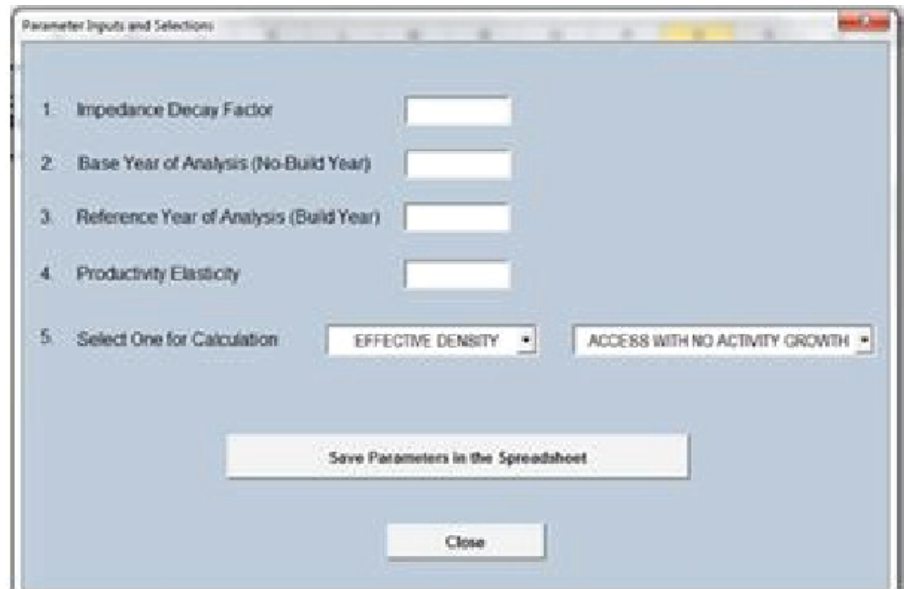 Parameter Inputs and Selections
1. Impedance Decay Factor
2. Base Year of Analysis (No-Build Year)
3. Reference Year of Analysis (Build Year)
4. Productivity Elasticity
5. Select One for Calculation EFFECTIVE DENSITY ACCESS WITH NO ACTIVITY GROWTH
Save Parameters in the Spreadsheet
Close